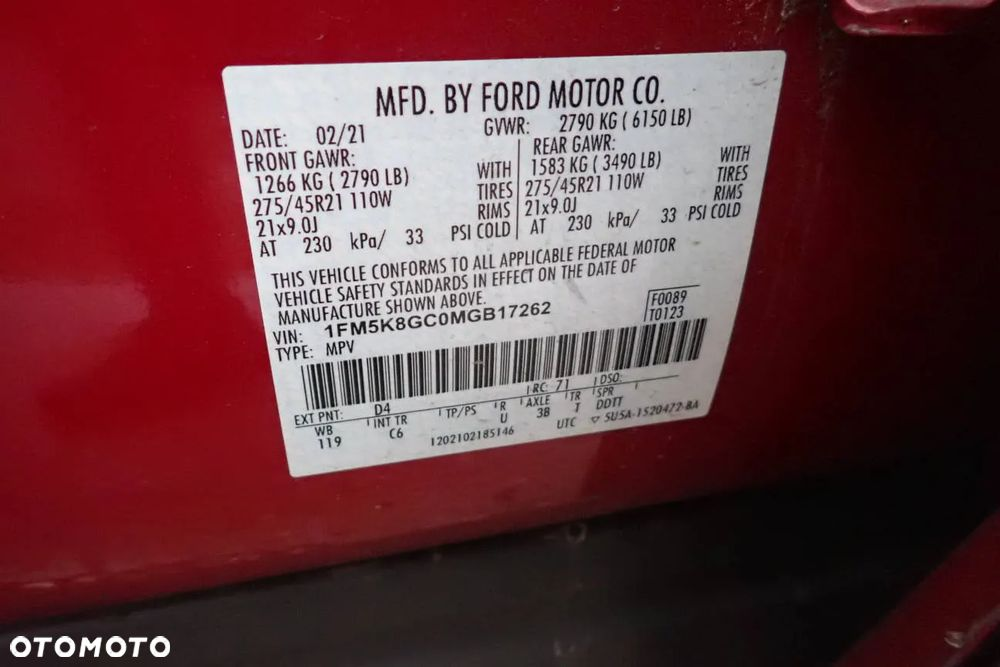 MFD. BY FORD MOTOR CO.
DATE: 02/21 GVWR: 2790 KG ( 6150 LB)
FRONT GAWR: REAR GAWR:
1266 KG ( 2790 LB) WITH 1583 KG ( 3490 LB) WITH
275/45R21 110W TIRES 275/45R21 110W TIRES
21x9.0J RIMS 21x9.0J RIMS
AT 230 kPa/ 33 PSI COLD AT 230 kPa/ 33 PSI COLD
THIS VEHICLE CONFORMS TO ALL APPLICABLE FEDERAL MOTOR
VEHICLE SAFETY STANDARDS IN EFFECT ON THE DATE OF
MANUFACTURE SHOWN ABOVE.
VIN: 1FM5K8GC0MGB17262 F0089
TYPE: MPV T0123
RC: 71 DSO:
EXT PNT: D4
WB INT TR TP/PS R AXLE TR SPR
119 C6 U 3B T DDTT
1202102185146 UTC ▽ 5U5A-1520472-BA
OTOMOTO